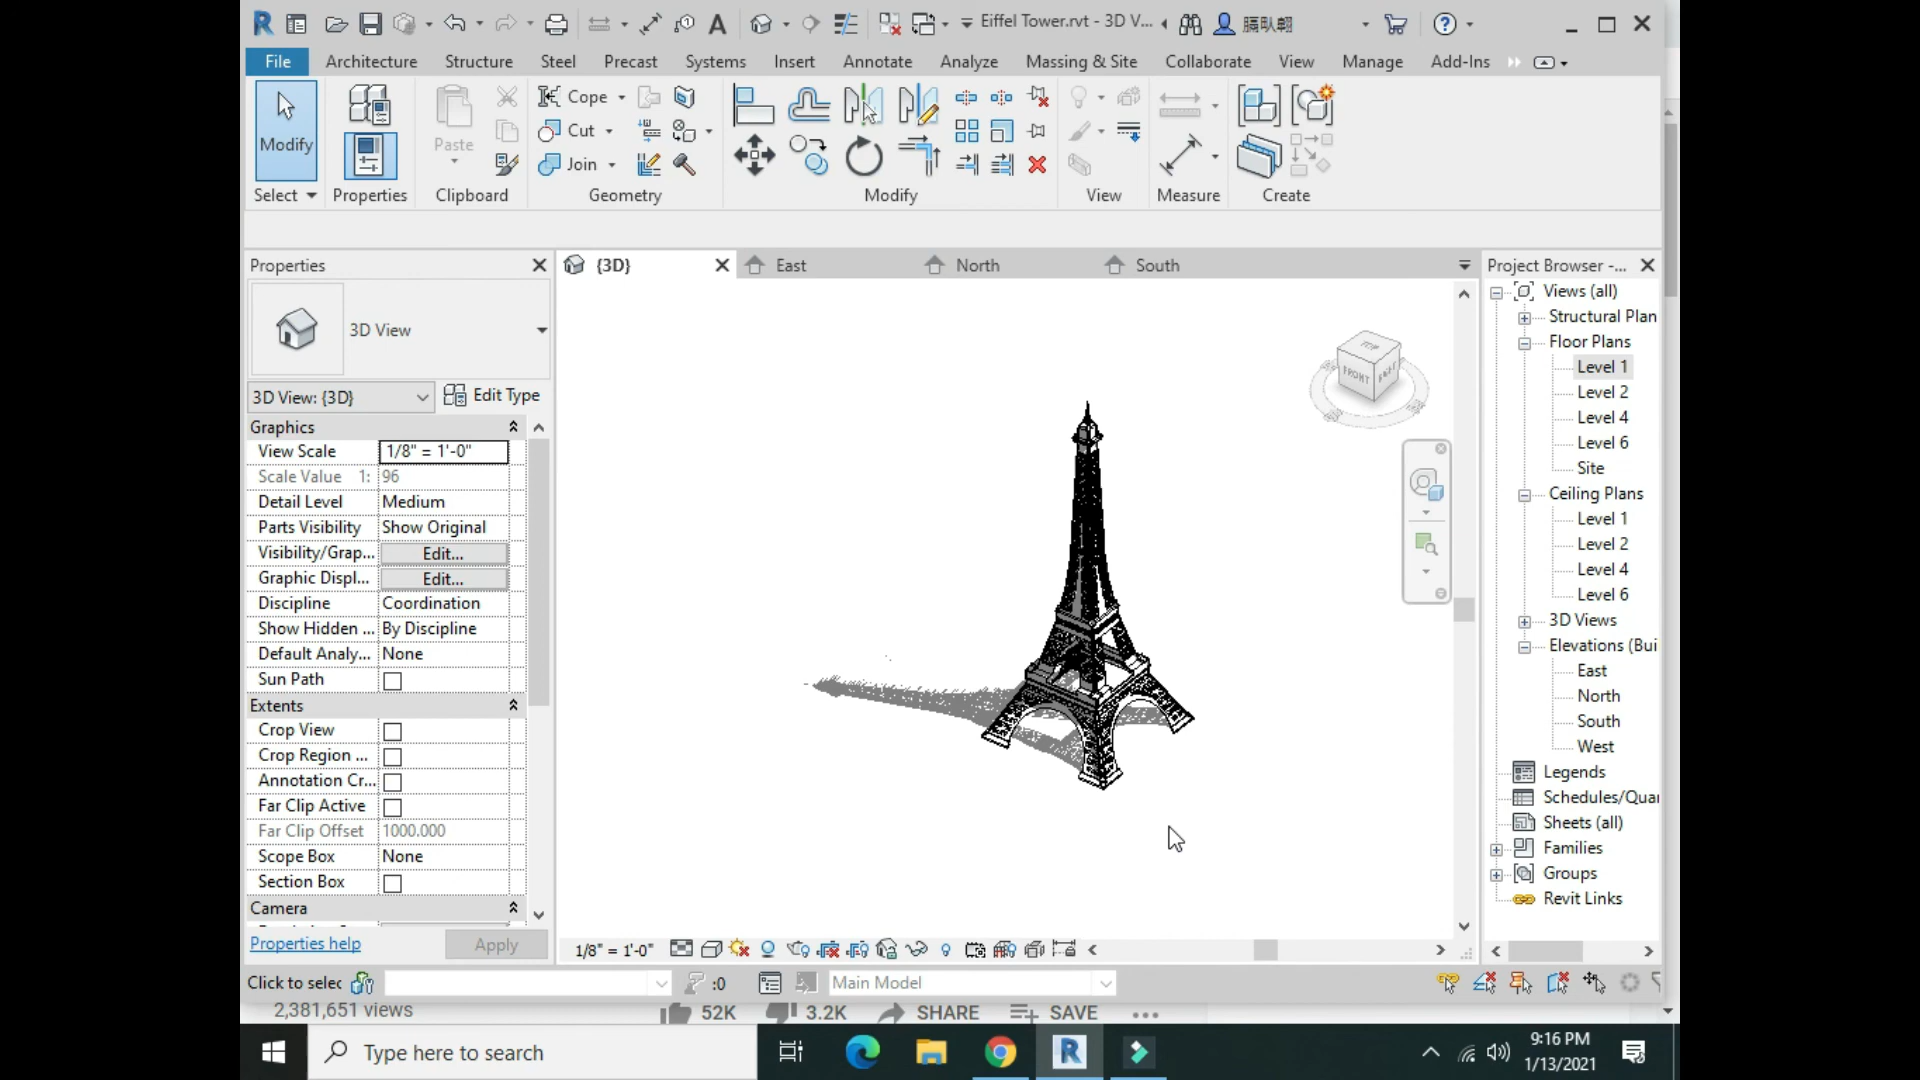 Eiffel Tower.rvt - 3D V...
File Architecture Structure Steel Precast Systems Insert Annotate Analyze Massing & Site Collaborate View Manage Add-Ins
Modify
Paste
Cope
Cut
Join
Select Properties Clipboard Geometry Modify View Measure Create
Properties
3D View
3D View: {3D}
Edit Type
Graphics
View Scale 1/8" = 1'-0"
Scale Value 1: 96
Detail Level Medium
Parts Visibility Show Original
Visibility/Grap... Edit...
Graphic Displ... Edit...
Discipline Coordination
Show Hidden ... By Discipline
Default Analy... None
Sun Path
Extents
Crop View
Crop Region ...
Annotation Cr...
Far Clip Active
Far Clip Offset 1000.000
Scope Box None
Section Box
Camera
Properties help
Apply
{3D} East North South
TOP
FRONT
1/8" = 1'-0"
Project Browser -...
Views (all)
Structural Plan
Floor Plans
Level 1
Level 2
Level 4
Level 6
Site
Ceiling Plans
Level 1
Level 2
Level 4
Level 6
3D Views
Elevations (Bui
East
North
South
West
Legends
Schedules/Qua
Sheets (all)
Families
Groups
Revit Links
Click to selec
:0
Main Model
2,381,651 views
52K 3.2K SHARE SAVE
Type here to search
9:16 PM
1/13/2021